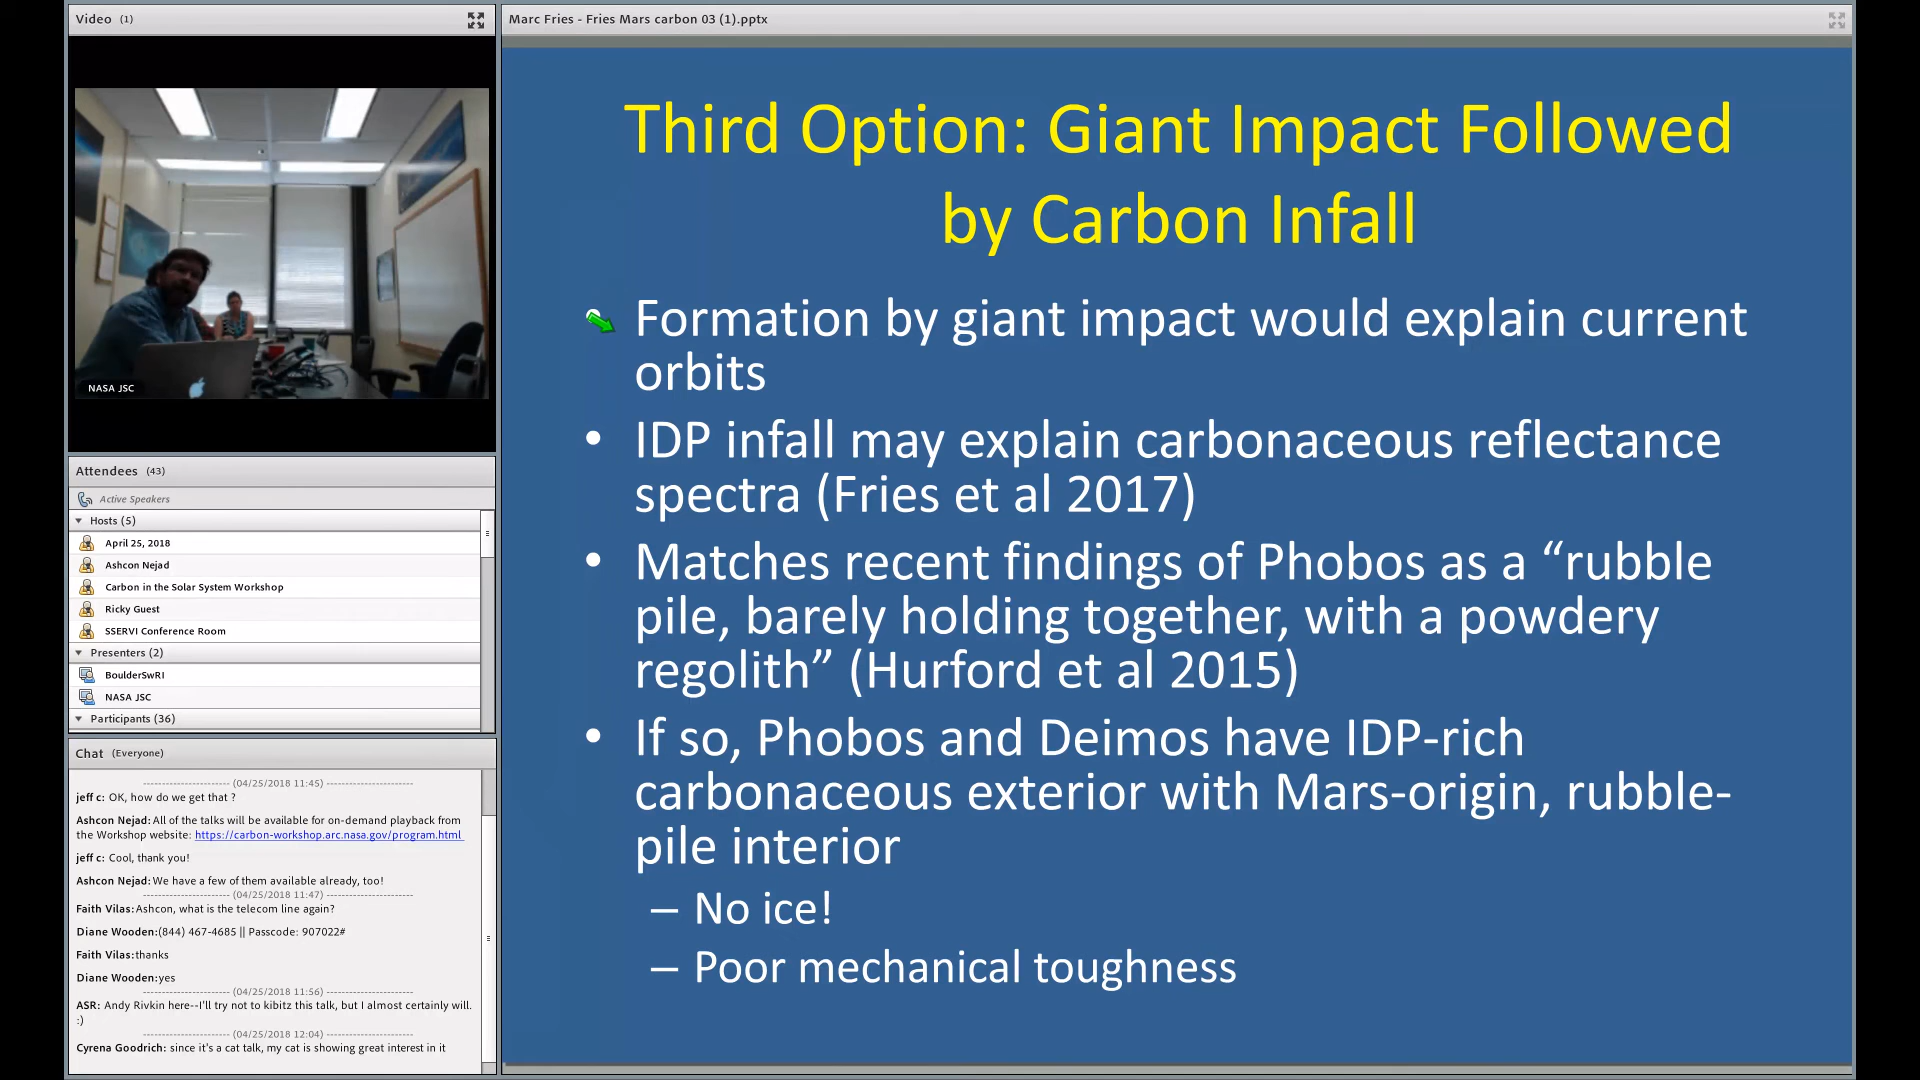 Video (1)
NASA JSC
Attendees (43)
Active Speakers
Hosts (5)
April 25, 2018
Ashcon Nejad
Carbon in the Solar System Workshop
Ricky Guest
SSERVI Conference Room
Presenters (2)
BoulderSwRI
NASA JSC
Participants (36)
Chat (Everyone)
----------------------- (04/25/2018 11:45) -----------------------
jeff c: OK, how do we get that ?
Ashcon Nejad: All of the talks will be available for on-demand playback from
the Workshop website: https://carbon-workshop.arc.nasa.gov/program.html
jeff c: Cool, thank you!
Ashcon Nejad: We have a few of them available already, too!
----------------------- (04/25/2018 11:47) -----------------------
Faith Vilas: Ashcon, what is the telecom line again?
Diane Wooden: (844) 467-4685 || Passcode: 907022#
Faith Vilas: thanks
Diane Wooden: yes
----------------------- (04/25/2018 11:56) -----------------------
ASR: Andy Rivkin here--I'll try not to kibitz this talk, but I almost certainly will.
:)
----------------------- (04/25/2018 12:04) -----------------------
Cyrena Goodrich: since it's a cat talk, my cat is showing great interest in it
Marc Fries - Fries Mars carbon 03 (1).pptx
Third Option: Giant Impact Followed
by Carbon Infall
• Formation by giant impact would explain current
orbits
• IDP infall may explain carbonaceous reflectance
spectra (Fries et al 2017)
• Matches recent findings of Phobos as a “rubble
pile, barely holding together, with a powdery
regolith” (Hurford et al 2015)
• If so, Phobos and Deimos have IDP-rich
carbonaceous exterior with Mars-origin, rubble-
pile interior
– No ice!
– Poor mechanical toughness